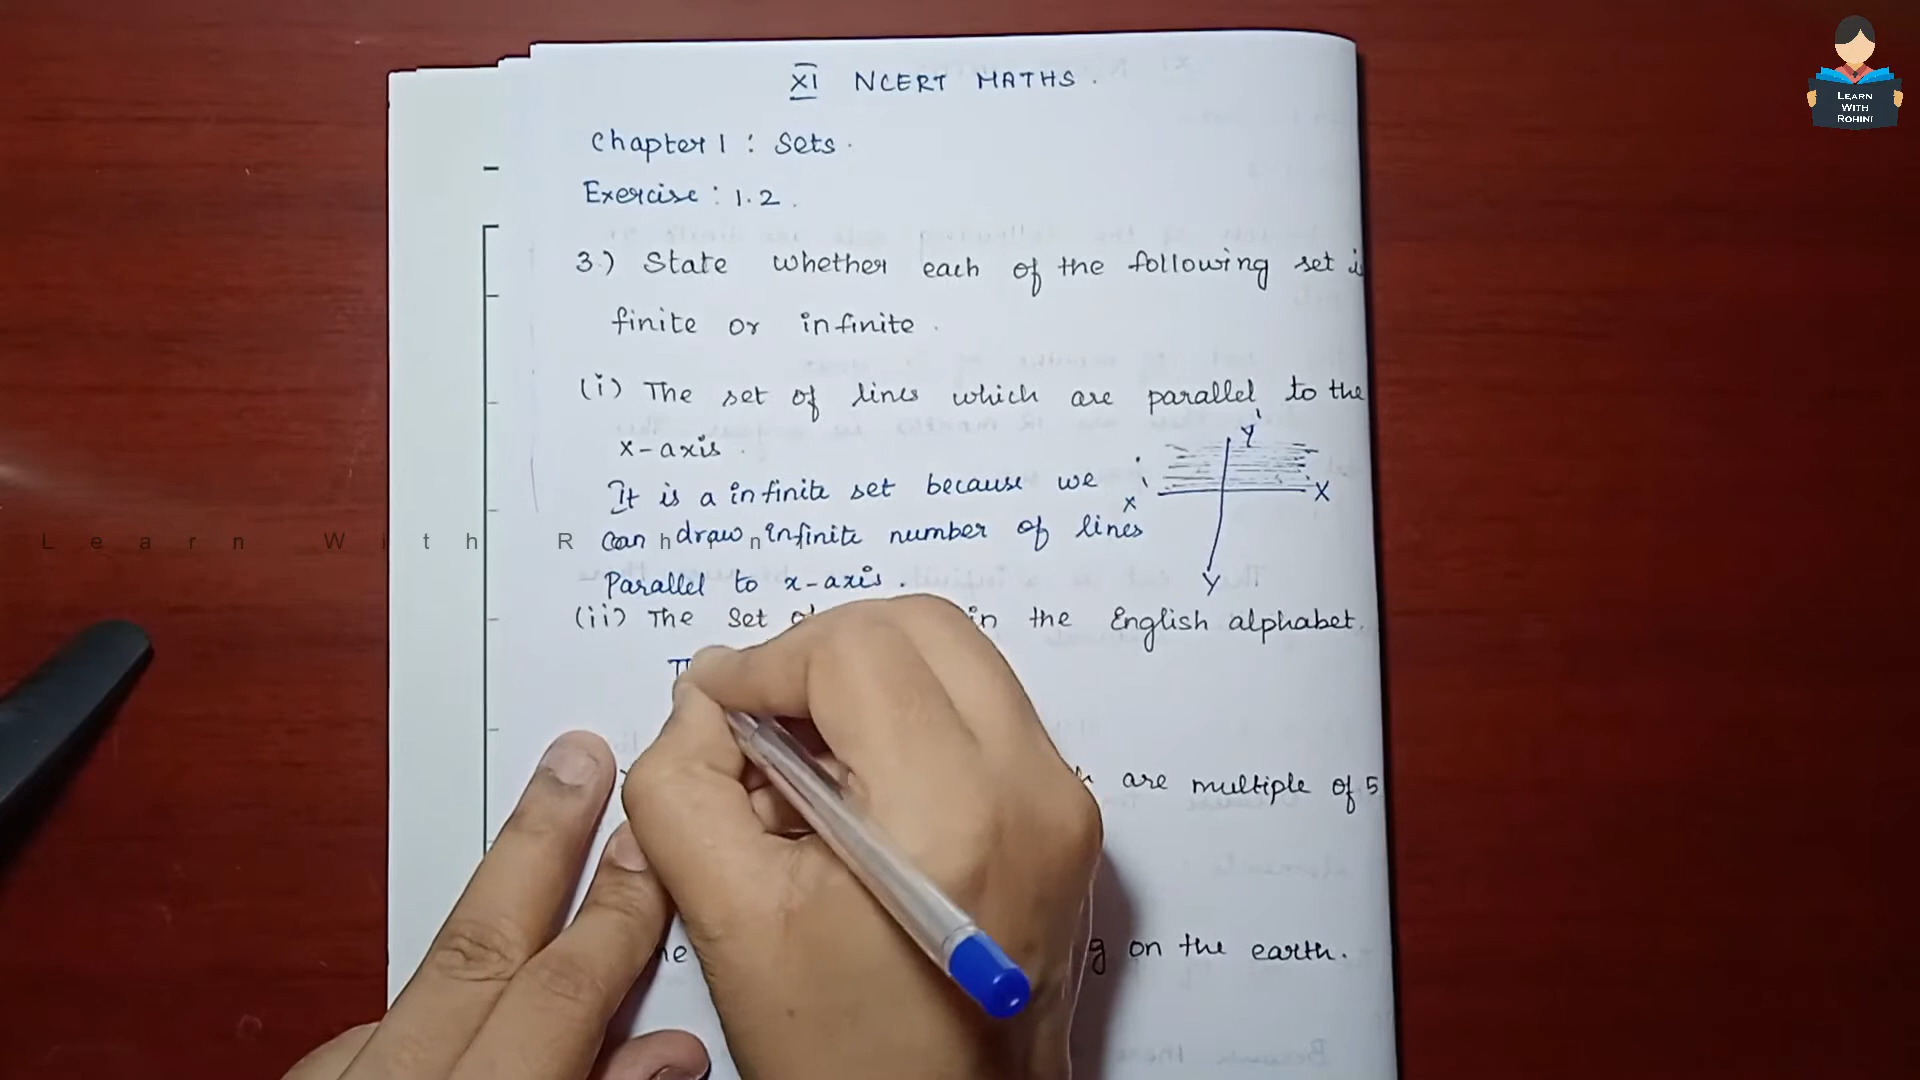 XI NCERT MATHS.
Chapter 1 : Sets.
Exercise : 1.2.
3.) State whether each of the following set is
finite or infinite.
(i) The set of lines which are parallel to the
x-axis.
It is a infinite set because we
can draw infinite number of lines
Parallel to x-axis.
Y'
X' X
Y
(ii) The set in the English alphabet.
are multiple of 5
on the earth.
Learn With R hini
LEARN
WITH
ROHINI